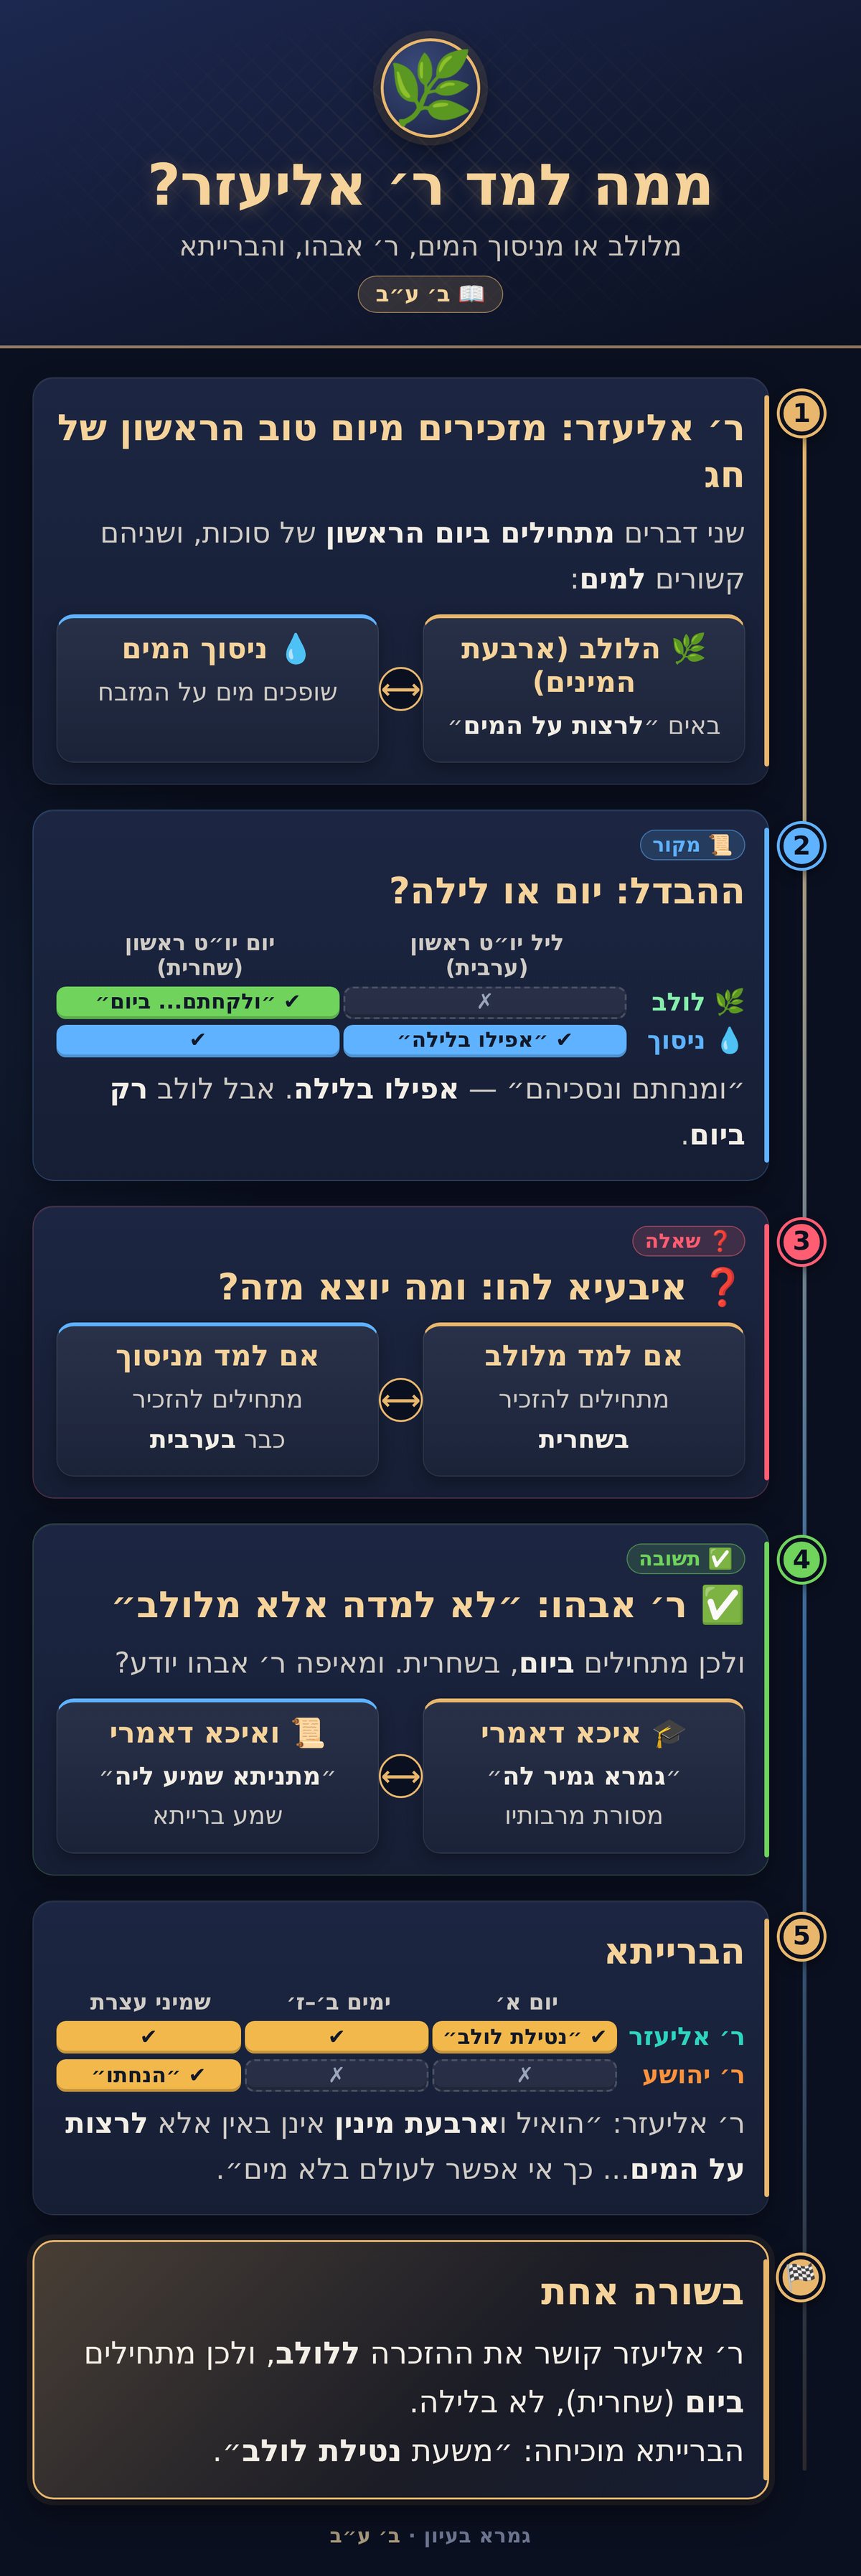 ממה למד ר׳ אליעזר?
מלולב או מניסוך המים, ר׳ אבהו, והברייתא
📖 ב׳ ע״ב
1
ר׳ אליעזר: מזכירים מיום טוב הראשון של
חג
שני דברים מתחילים ביום הראשון של סוכות, ושניהם
קשורים למים:
🌿 הלולב (ארבעת
המינים)
באים ״לרצות על המים״
⟷
💧 ניסוך המים
שופכים מים על המזבח
2
📜 מקור
ההבדל: יום או לילה?
ליל יו״ט ראשון
(ערבית)
יום יו״ט ראשון
(שחרית)
🌿 לולב
✗
✔ ״ולקחתם... ביום״
💧 ניסוך
✔ ״אפילו בלילה״
✔
״ומנחתם ונסכיהם״ — אפילו בלילה. אבל לולב רק
ביום.
3
❓ שאלה
❓ איבעיא להו: ומה יוצא מזה?
אם למד מלולב
מתחילים להזכיר
בשחרית
⟷
אם למד מניסוך
מתחילים להזכיר
כבר בערבית
4
✅ תשובה
✅ ר׳ אבהו: ״לא למדה אלא מלולב״
ולכן מתחילים ביום, בשחרית. ומאיפה ר׳ אבהו יודע?
🎓 איכא דאמרי
״גמרא גמיר לה״
מסורת מרבותיו
⟷
📜 ואיכא דאמרי
״מתניתא שמיע ליה״
שמע ברייתא
5
הברייתא
יום א׳
ימים ב׳–ז׳
שמיני עצרת
ר׳ אליעזר
✔ ״נטילת לולב״
✔
✔
ר׳ יהושע
✗
✗
✔ ״הנחתו״
ר׳ אליעזר: ״הואיל וארבעת מינין אינן באין אלא לרצות
על המים... כך אי אפשר לעולם בלא מים״.
🏁
בשורה אחת
ר׳ אליעזר קושר את ההזכרה ללולב, ולכן מתחילים
ביום (שחרית), לא בלילה.
הברייתא מוכיחה: ״משעת נטילת לולב״.
גמרא בעיון · ב׳ ע״ב